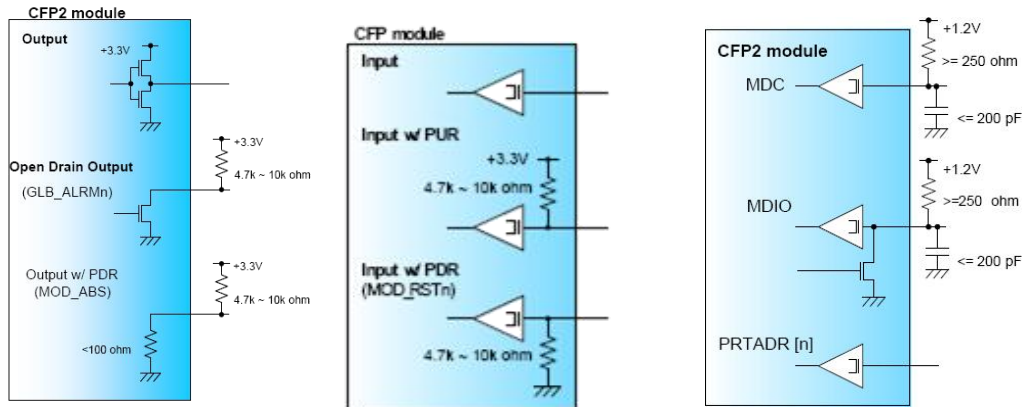 CFP2 module
Output
+3.3V
+3.3V
4.7k ~ 10k ohm
Open Drain Output
(GLB_ALRMn)
+3.3V
Output w/ PDR
(MOD_ABS)
4.7k ~ 10k ohm
<100 ohm
CFP module
Input
Input w/ PUR
+3.3V
4.7k ~ 10k ohm
Input w/ PDR
(MOD_RSTn)
4.7k ~ 10k ohm
+1.2V
CFP2 module
>= 250 ohm
MDC
<= 200 pF
+1.2V
>=250 ohm
MDIO
<= 200 pF
PRTADR [n]